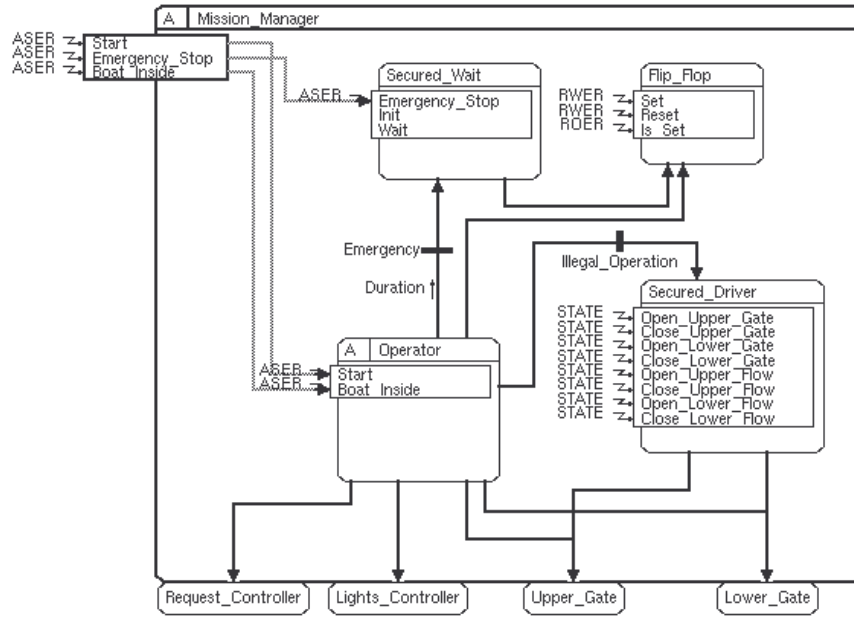 A Mission_Manager
ASER Start
ASER Emergency_Stop
ASER Boat_Inside
Secured_Wait
ASER Emergency_Stop
Init
Wait
Flip_Flop
RWER Set
RWER Reset
ROER Is_Set
Emergency
Duration
Illegal_Operation
Secured_Driver
STATE Open_Upper_Gate
STATE Close_Upper_Gate
STATE Open_Lower_Gate
STATE Close_Lower_Gate
STATE Open_Upper_Flow
STATE Close_Upper_Flow
STATE Open_Lower_Flow
STATE Close_Lower_Flow
A Operator
ASER Start
ASER Boat_Inside
Request_Controller
Lights_Controller
Upper_Gate
Lower_Gate